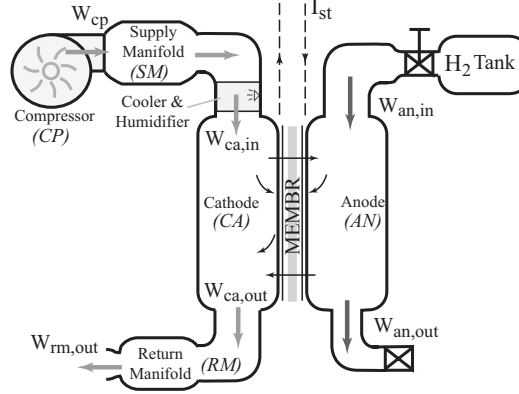 W_cp
I_st
Supply
Manifold
(SM)
H2 Tank
Compressor
(CP)
Cooler &
Humidifier
W_an,in
W_ca,in
Cathode
(CA)
MEMBR
Anode
(AN)
W_ca,out
W_an,out
W_rm,out
Return
Manifold
(RM)